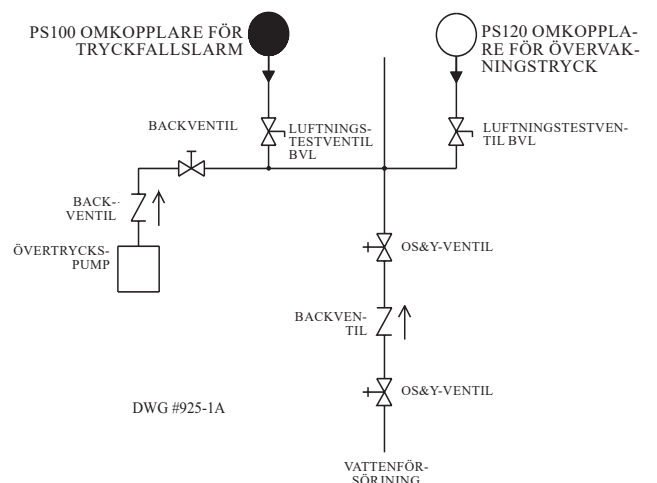 PS100 OMKOPPLARE FÖR
TRYCKFALLSLARM
PS120 OMKOPPLA-
RE FÖR ÖVERVAK-
NINGSTRYCK
BACKVENTIL
LUFTNINGS-
TESTVENTIL
BVL
LUFTNINGSTESTVEN-
TIL BVL
BACK-
VENTIL
ÖVERTRYCKS-
PUMP
OS&Y-VENTIL
BACKVEN-
TIL
OS&Y-VENTIL
DWG #925-1A
VATTENFÖR-
SÖRJNING